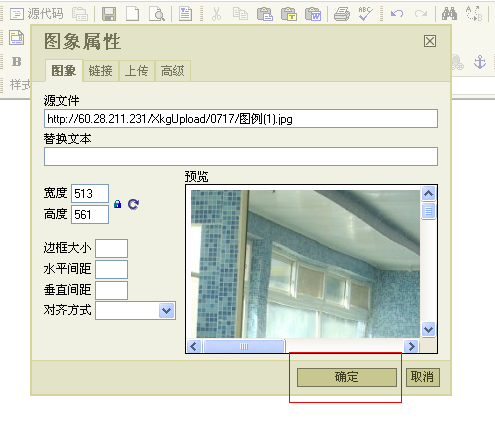 源代码
图象属性
图象 链接 上传 高级
源文件
http://60.28.211.231/XkgUpload/0717/图例(1).jpg
替换文本
预览
宽度 513
高度 561
边框大小
水平间距
垂直间距
对齐方式
确定 取消
B
样式